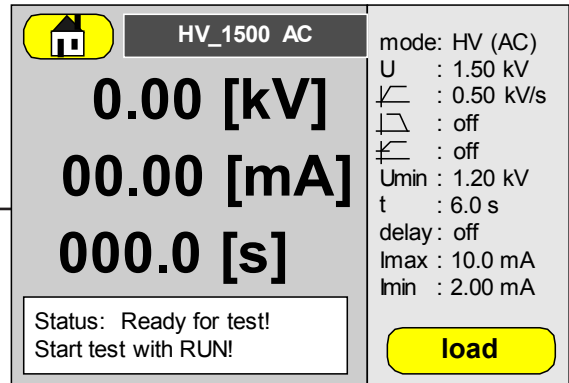 HV_1500 AC
0.00 [kV]
00.00 [mA]
000.0 [s]
Status: Ready for test!
Start test with RUN!
mode: HV (AC)
U : 1.50 kV
: 0.50 kV/s
: off
: off
Umin : 1.20 kV
t : 6.0 s
delay : off
Imax : 10.0 mA
Imin : 2.00 mA
load